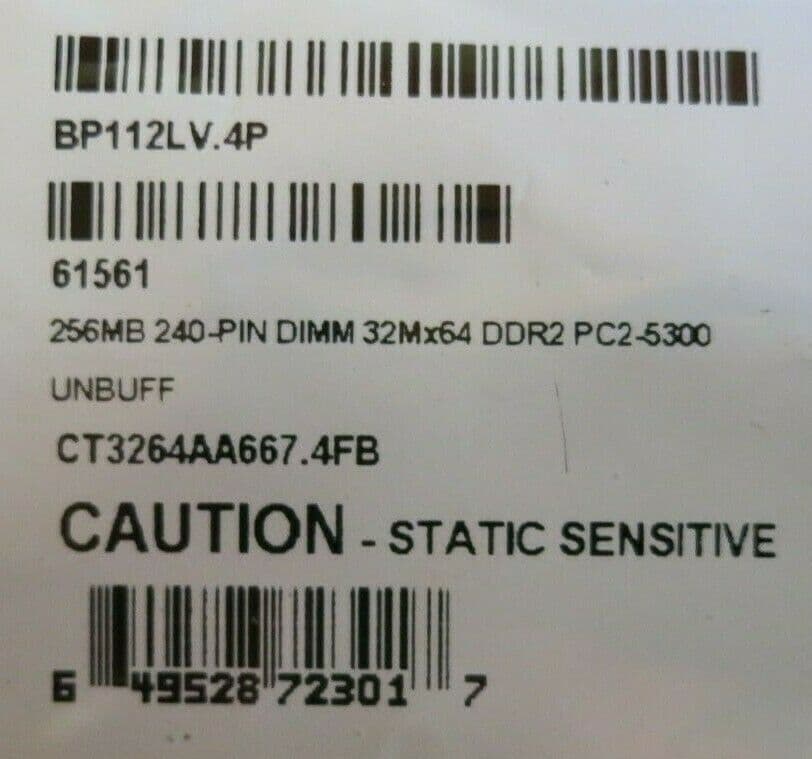 BP112LV.4P
61561
256MB 240-PIN DIMM 32Mx64 DDR2 PC2-5300
UNBUFF
CT3264AA667.4FB
CAUTION - STATIC SENSITIVE
6 49528 72301 7